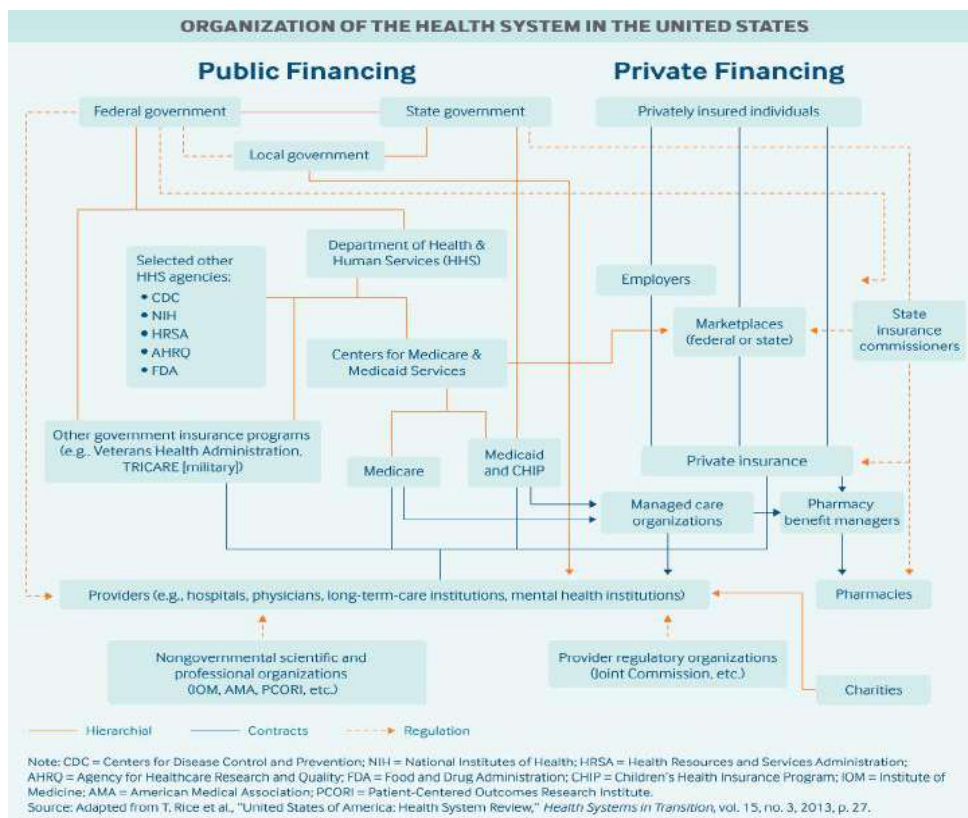 ORGANIZATION OF THE HEALTH SYSTEM IN THE UNITED STATES
Public Financing
Private Financing
Federal government
State government
Privately insured individuals
Local government
Department of Health &
Human Services (HHS)
Selected other
HHS agencies:
• CDC
• NIH
• HRSA
• AHRQ
• FDA
Employers
Marketplaces
(federal or state)
State
insurance
commissioners
Centers for Medicare &
Medicaid Services
Other government insurance programs
(e.g., Veterans Health Administration,
TRICARE [military])
Medicare
Medicaid
and CHIP
Private insurance
Managed care
organizations
Pharmacy
benefit managers
Providers (e.g., hospitals, physicians, long-term-care institutions, mental health institutions)
Pharmacies
Nongovernmental scientific and
professional organizations
(IOM, AMA, PCORI, etc.)
Provider regulatory organizations
(Joint Commission, etc.)
Charities
Hierarchial
Contracts
Regulation
Note: CDC = Centers for Disease Control and Prevention; NIH = National Institutes of Health; HRSA = Health Resources and Services Administration;
AHRQ = Agency for Healthcare Research and Quality; FDA = Food and Drug Administration; CHIP = Children's Health Insurance Program; IOM = Institute of
Medicine; AMA = American Medical Association; PCORI = Patient-Centered Outcomes Research Institute.
Source: Adapted from T. Rice et al., "United States of America: Health System Review," Health Systems in Transition, vol. 15, no. 3, 2013, p. 27.